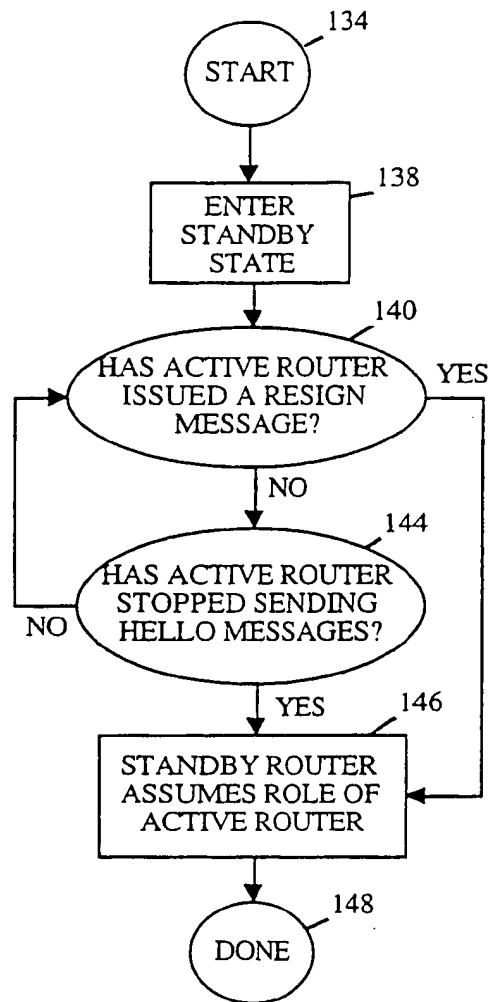 134
START
138
ENTER
STANDBY
STATE
140
HAS ACTIVE ROUTER
ISSUED A RESIGN
MESSAGE?
YES
NO
144
HAS ACTIVE ROUTER
STOPPED SENDING
HELLO MESSAGES?
NO
YES
146
STANDBY ROUTER
ASSUMES ROLE OF
ACTIVE ROUTER
148
DONE